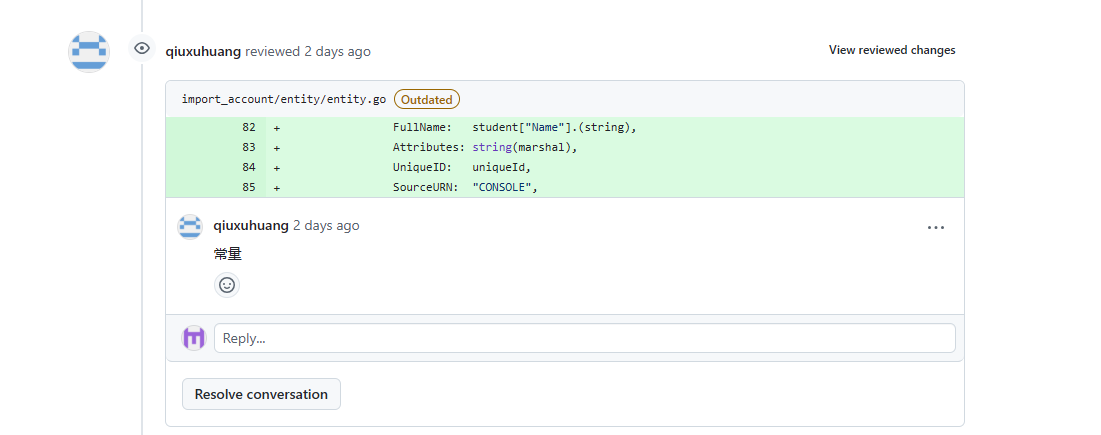 qiuxuhuang reviewed 2 days ago
View reviewed changes
import_account/entity/entity.go Outdated
82 + FullName: student["Name"].(string),
83 + Attributes: string(marshal),
84 + UniqueID: uniqueId,
85 + SourceURN: "CONSOLE",
qiuxuhuang 2 days ago
常量
Reply...
Resolve conversation